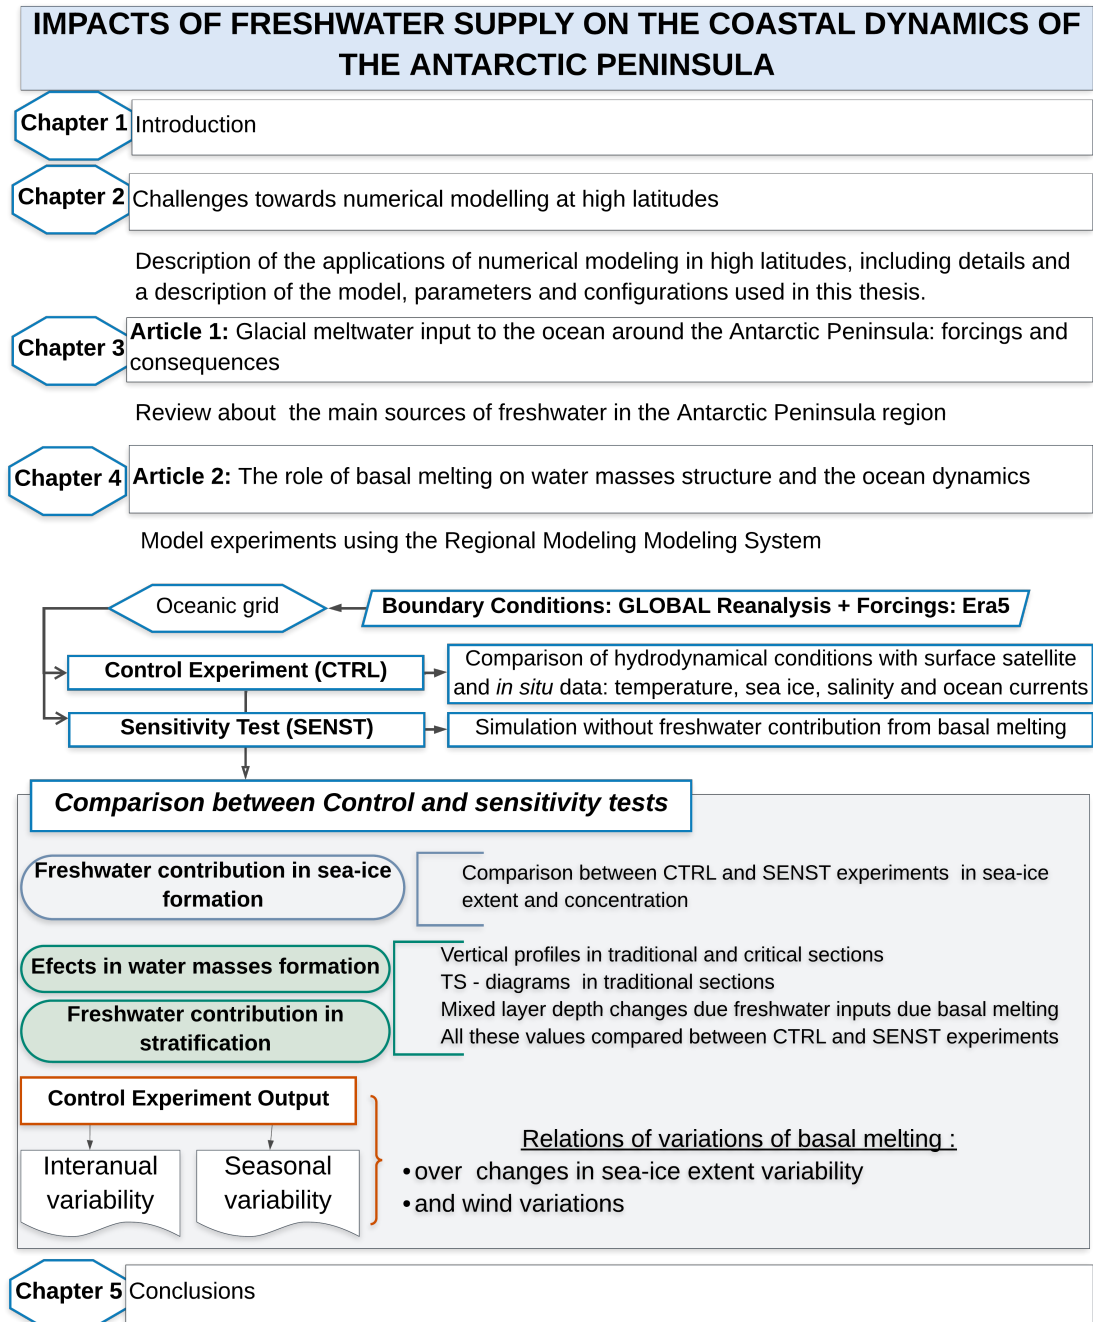 IMPACTS OF FRESHWATER SUPPLY ON THE COASTAL DYNAMICS OF
THE ANTARCTIC PENINSULA
Chapter 1
Introduction
Chapter 2
Challenges towards numerical modelling at high latitudes
Description of the applications of numerical modeling in high latitudes, including details and
a description of the model, parameters and configurations used in this thesis.
Chapter 3
Article 1: Glacial meltwater input to the ocean around the Antarctic Peninsula: forcings and
consequences
Review about  the main sources of freshwater in the Antarctic Peninsula region
Chapter 4
Article 2: The role of basal melting on water masses structure and the ocean dynamics
Model experiments using the Regional Modeling Modeling System
Oceanic grid
Boundary Conditions: GLOBAL Reanalysis + Forcings: Era5
Control Experiment (CTRL)
Comparison of hydrodynamical conditions with surface satellite
and in situ data: temperature, sea ice, salinity and ocean currents
Sensitivity Test (SENST)
Simulation without freshwater contribution from basal melting
Comparison between Control and sensitivity tests
Freshwater contribution in sea-ice
formation
Comparison between CTRL and SENST experiments  in sea-ice
extent and concentration
Efects in water masses formation
Freshwater contribution in
stratification
Vertical profiles in traditional and critical sections
TS - diagrams  in traditional sections
Mixed layer depth changes due freshwater inputs due basal melting
All these values compared between CTRL and SENST experiments
Control Experiment Output
Interanual
variability
Seasonal
variability
Relations of variations of basal melting :
•over  changes in sea-ice extent variability
•and wind variations
Chapter 5
Conclusions